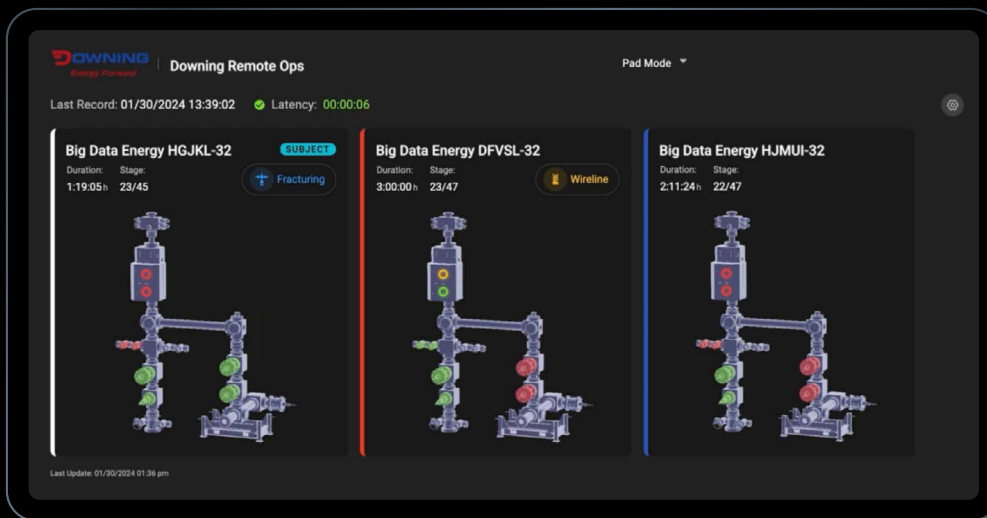 DOWNING
Energy Forward
Downing Remote Ops
Pad Mode
Last Record: 01/30/2024 13:39:02
Latency: 00:00:06
Big Data Energy HGJKL-32
SUBJECT
Duration: Stage:
1:19:05 h 23/45
Fracturing
Big Data Energy DFVSL-32
Duration: Stage:
3:00:00 h 23/47
Wireline
Big Data Energy HJMUI-32
Duration: Stage:
2:11:24 h 22/47
Last Update: 01/30/2024 01:36 pm